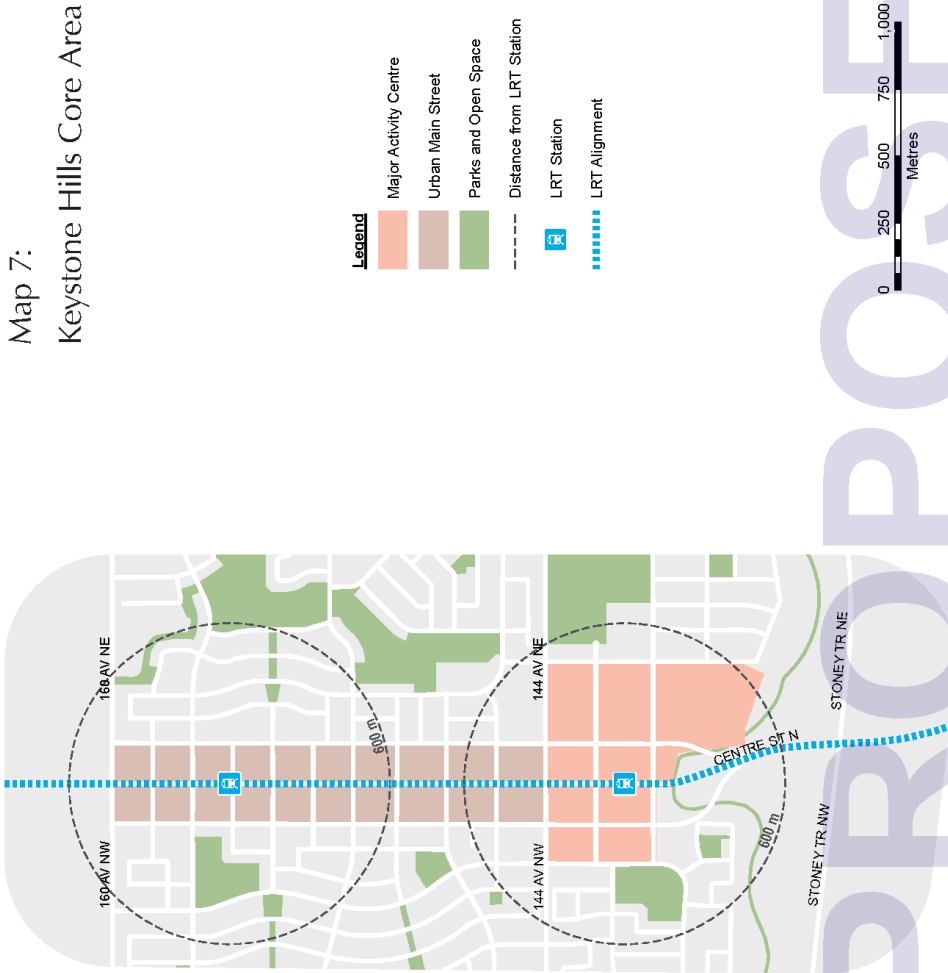 Map 7:
Keystone Hills Core Area
Legend
Major Activity Centre
Urban Main Street
Parks and Open Space
Distance from LRT Station
LRT Station
LRT Alignment
0 250 500 750 1,000
Metres
160 AV NW
160 AV NE
600 m
144 AV NW
144 AV NE
CENTRE ST N
600 m
STONEY TR NW
STONEY TR NE
PROPOSE